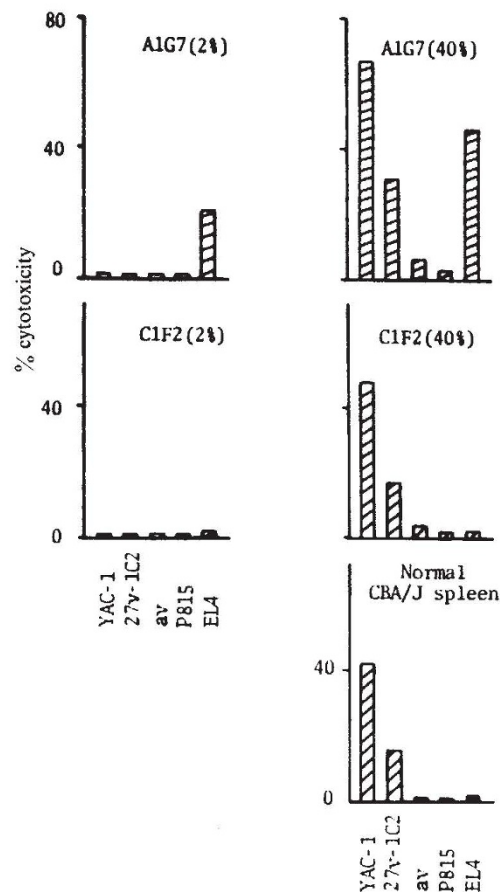 80
A1G7(2%)
40
0
A1G7(40%)
C1F2(2%)
40
0
C1F2(40%)
% cytotoxicity
YAC-1
27v-1C2
av
P815
EL4
Normal
CBA/J spleen
40
0
YAC-1
27v-1C2
av
P815
EL4